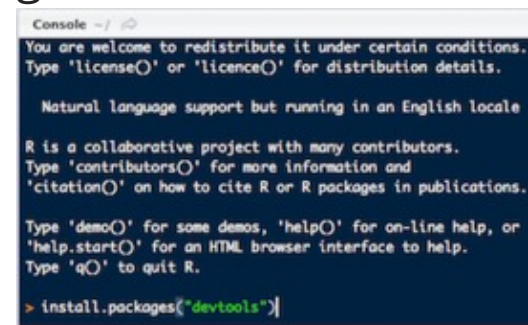 Console ~/
You are welcome to redistribute it under certain conditions.
Type 'license()' or 'licence()' for distribution details.
Natural language support but running in an English locale
R is a collaborative project with many contributors.
Type 'contributors()' for more information and
'citation()' on how to cite R or R packages in publications.
Type 'demo()' for some demos, 'help()' for on-line help, or
'help.start()' for an HTML browser interface to help.
Type 'q()' to quit R.
> install.packages("devtools")